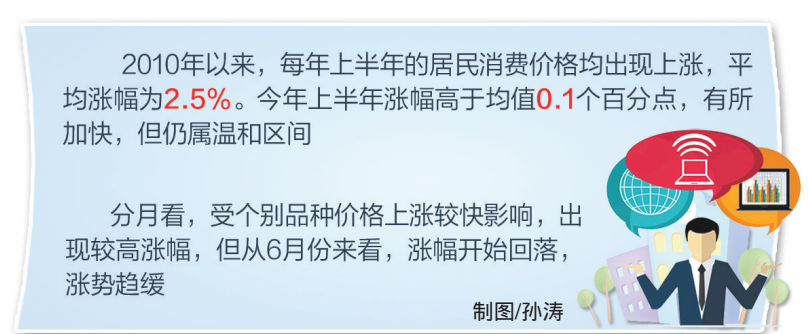 2010年以来，每年上半年的居民消费价格均出现上涨，平
均涨幅为2.5%。今年上半年涨幅高于均值0.1个百分点，有所
加快，但仍属温和区间
分月看，受个别品种价格上涨较快影响，出
现较高涨幅，但从6月份来看，涨幅开始回落，
涨势趋缓
制图/孙涛